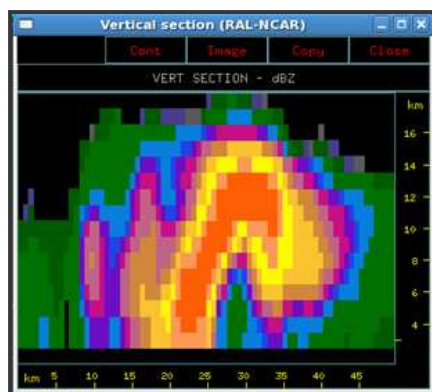 Vertical section (RAL-NCAR)
Cont Image Copy Close
VERT SECTION - dBZ
km
16
14
12
10
8
6
4
km 5 10 15 20 25 30 35 40 45